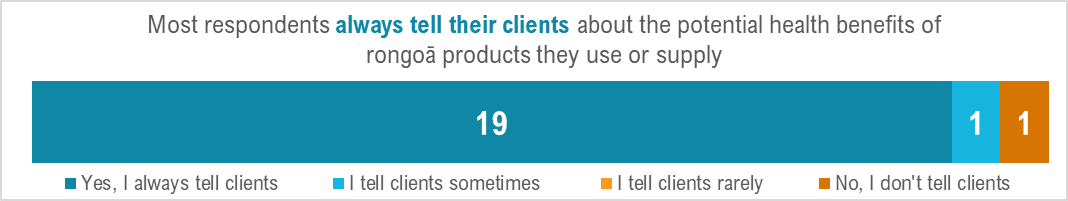 Most respondents always tell their clients about the potential health benefits of
rongoā products they use or supply
19 1 1
Yes, I always tell clients I tell clients sometimes I tell clients rarely No, I don't tell clients